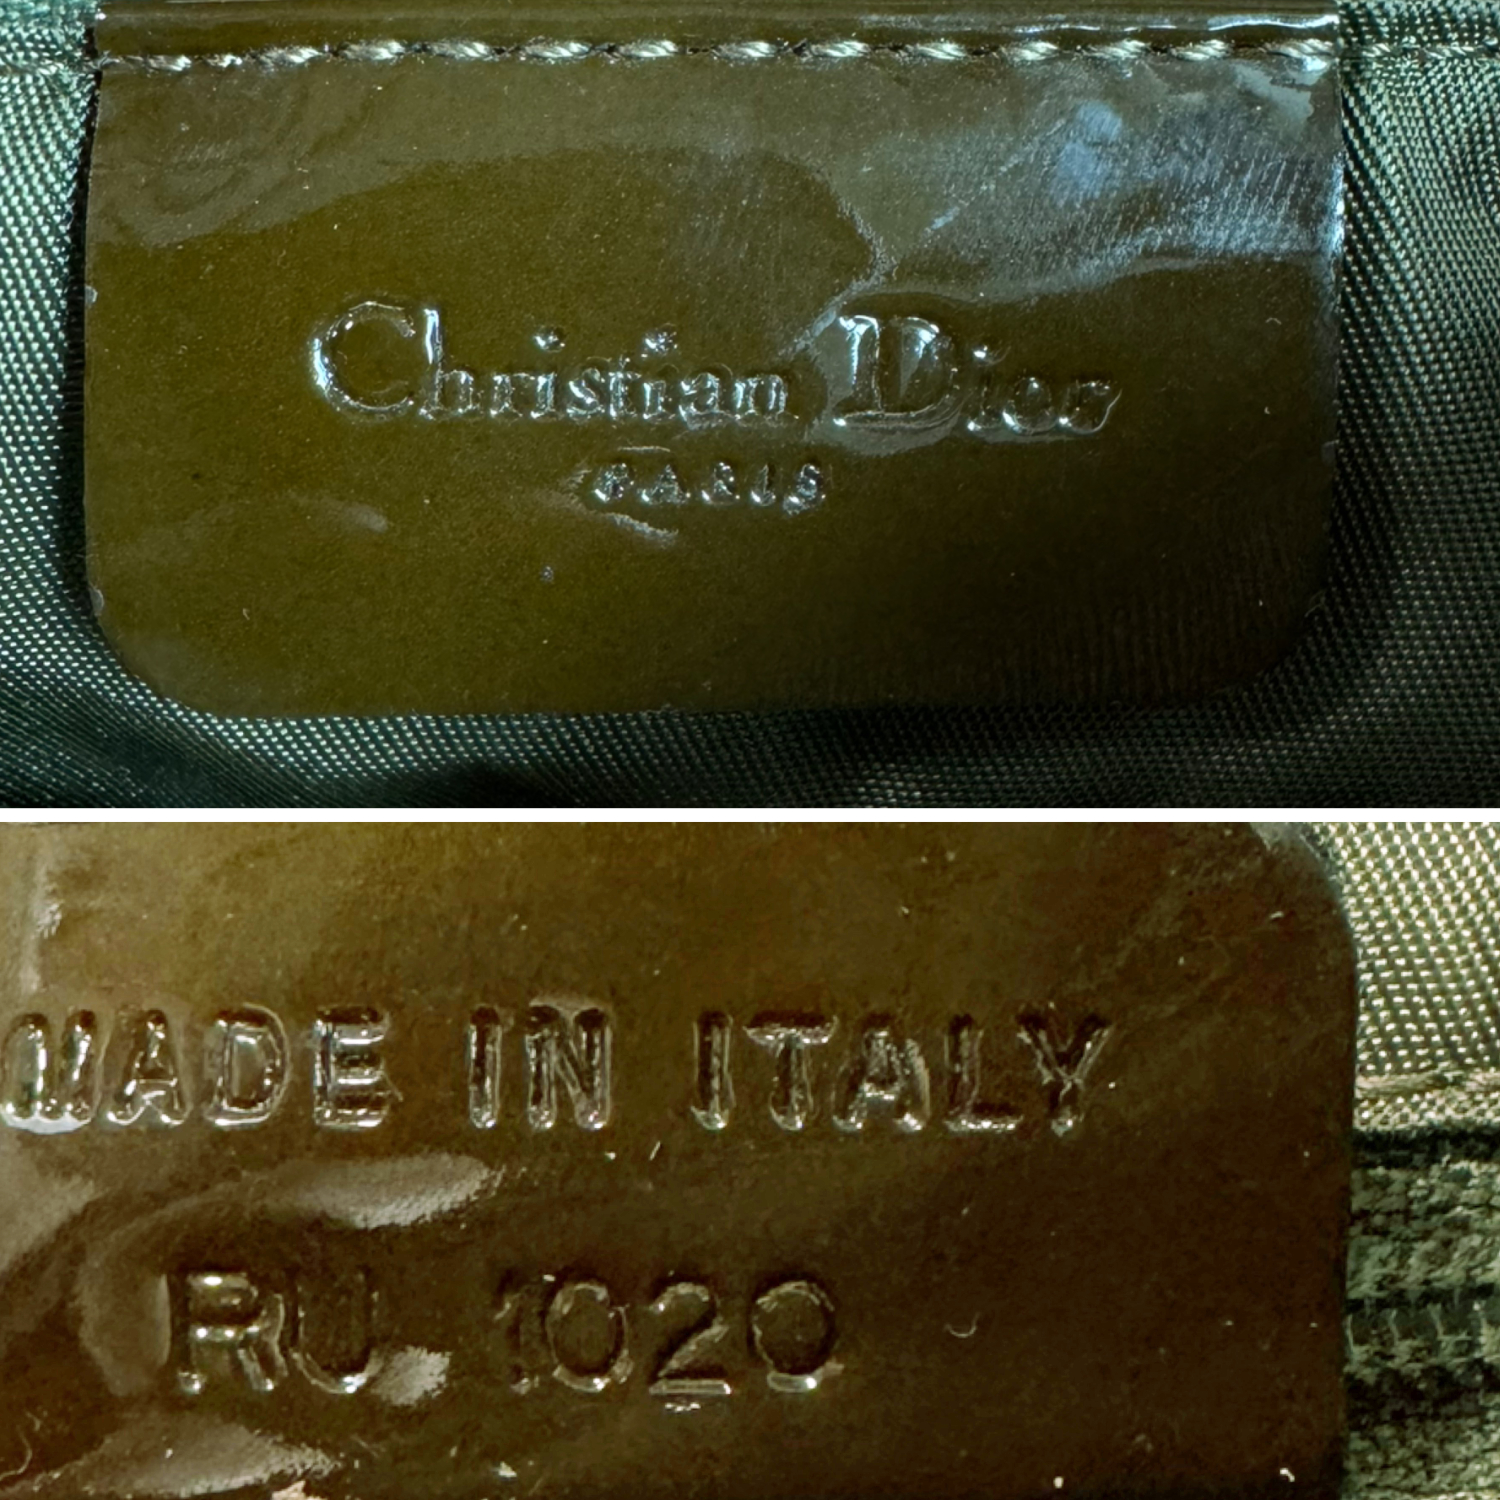 Christian Dior
PARIS
MADE IN ITALY
RU 1020